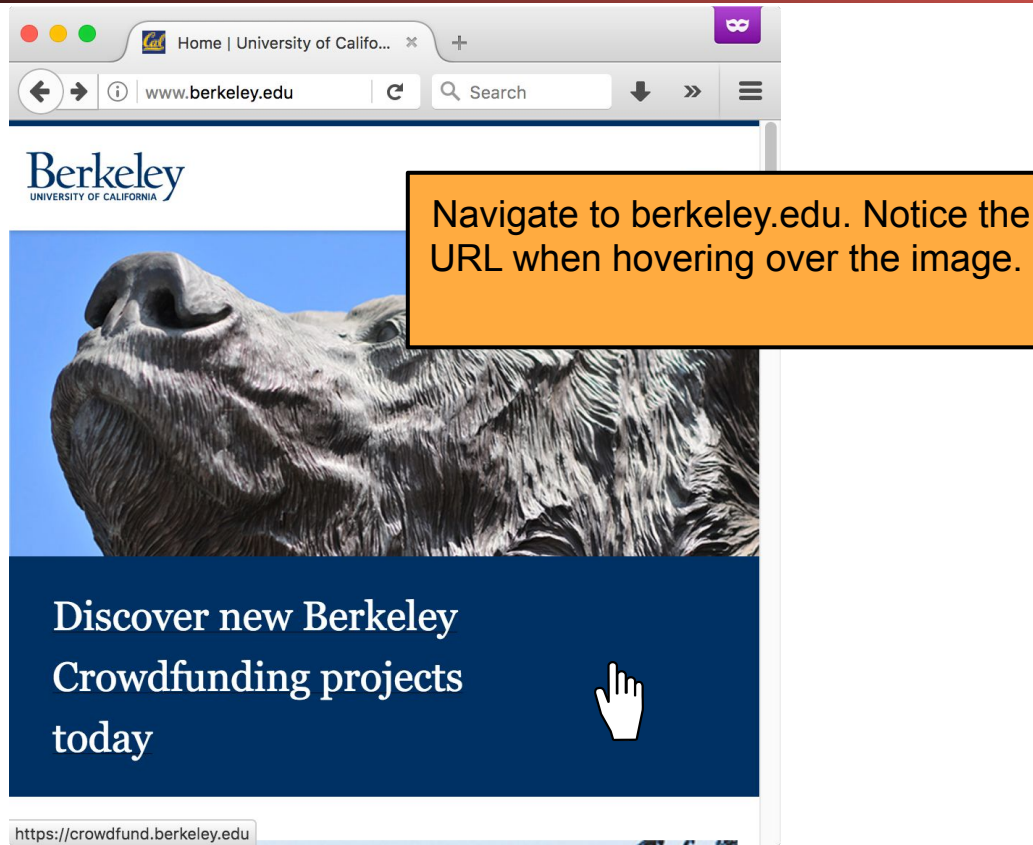 Home | University of Califo...
www.berkeley.edu
Search
Berkeley
UNIVERSITY OF CALIFORNIA
Navigate to berkeley.edu. Notice the
URL when hovering over the image.
Discover new Berkeley
Crowdfunding projects
today
https://crowdfund.berkeley.edu